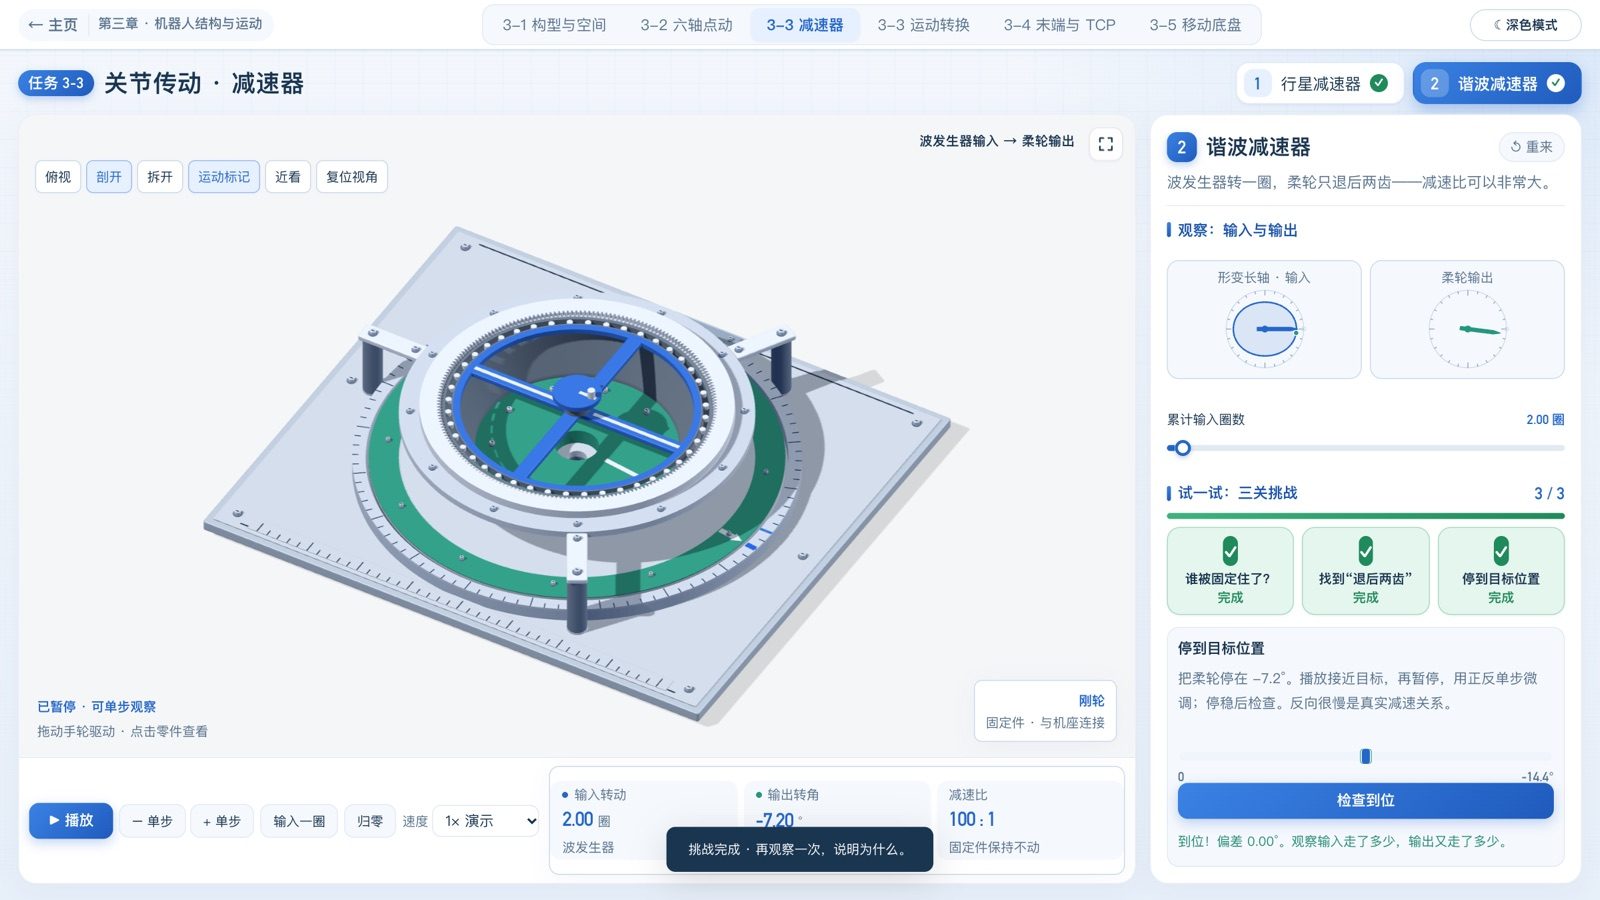 ← 主页 第三章 · 机器人结构与运动
3-1 构型与空间 3-2 六轴点动 3-3 减速器 3-3 运动转换 3-4 末端与 TCP 3-5 移动底盘
☾ 深色模式
任务 3-3 关节传动 · 减速器
1 行星减速器
2 谐波减速器
波发生器输入 → 柔轮输出
俯视 剖开 拆开 运动标记 近看 复位视角
已暂停 · 可单步观察
拖动手轮驱动 · 点击零件查看
刚轮
固定件 · 与机座连接
▶ 播放 − 单步 + 单步 输入一圈 归零 速度 1× 演示
输入转动
2.00 圈
波发生器
输出转角
-7.20 °
减速比
100 : 1
固定件保持不动
挑战完成 · 再观察一次，说明为什么。
2 谐波减速器
↺ 重来
波发生器转一圈，柔轮只退后两齿——减速比可以非常大。
观察：输入与输出
形变长轴 · 输入
柔轮输出
累计输入圈数 2.00 圈
试一试：三关挑战 3 / 3
谁被固定住了?
完成
找到“退后两齿”
完成
停到目标位置
完成
停到目标位置
把柔轮停在 −7.2°。播放接近目标，再暂停，用正反单步微
调；停稳后检查。反向很慢是真实减速关系。
0 -14.4°
检查到位
到位！偏差 0.00°。观察输入走了多少，输出又走了多少。